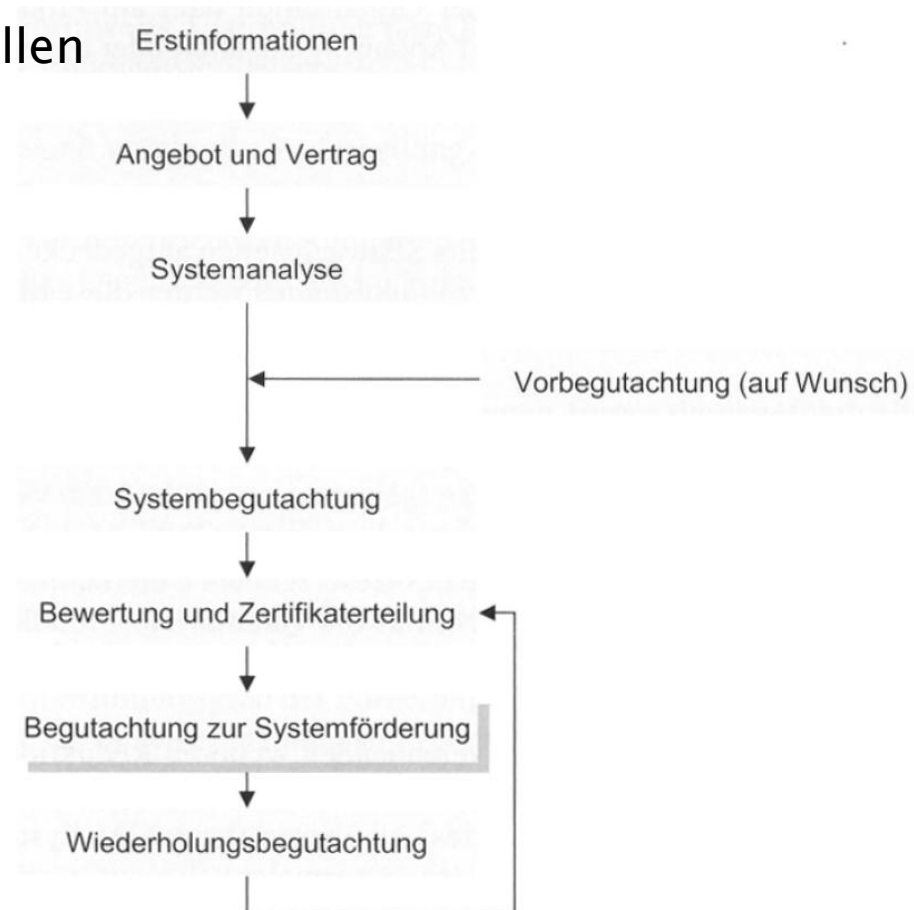 llen
Erstinformationen
Angebot und Vertrag
Systemanalyse
Vorbegutachtung (auf Wunsch)
Systembegutachtung
Bewertung und Zertifikaterteilung
Begutachtung zur Systemförderung
Wiederholungsbegutachtung